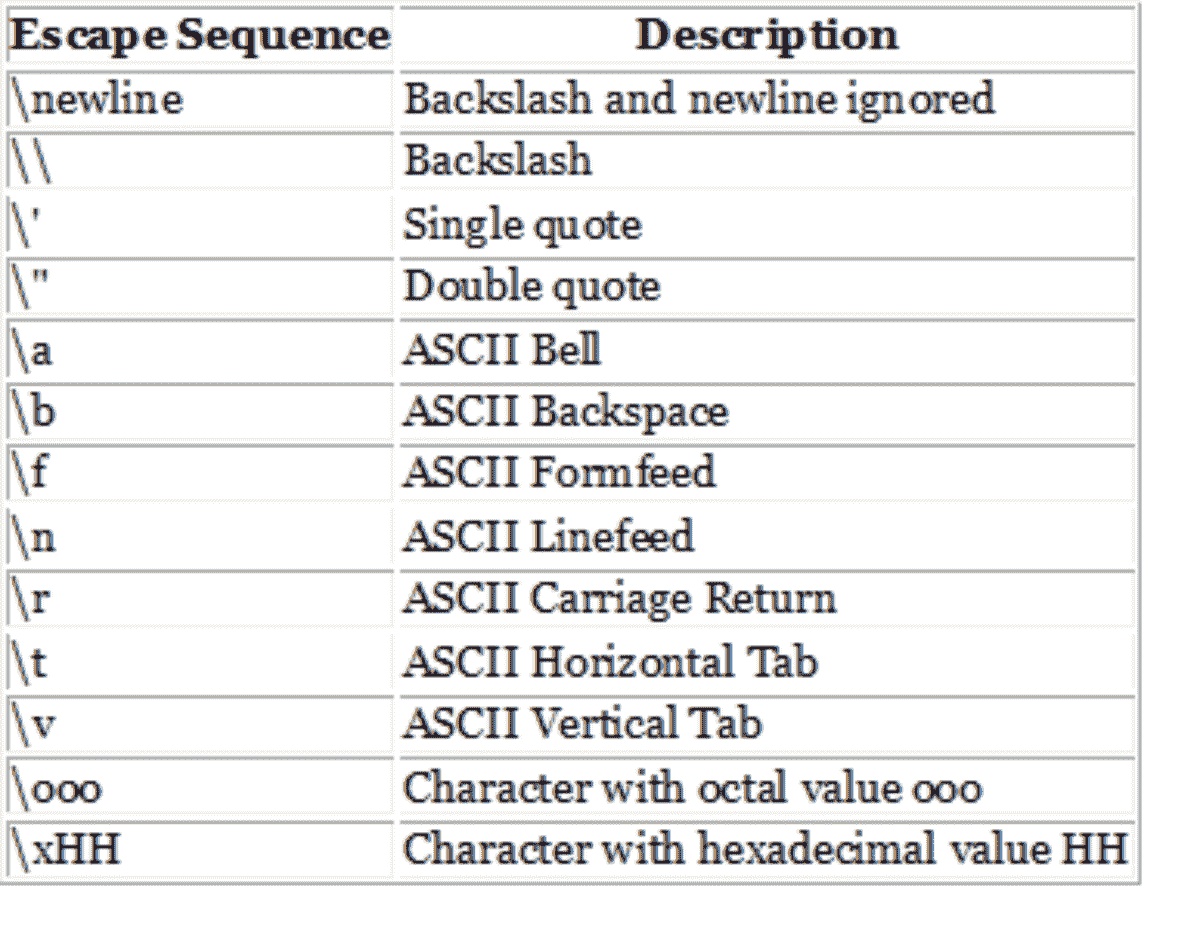 Escape Sequence Description
\newline Backslash and newline ignored
\\ Backslash
\' Single quote
\" Double quote
\a ASCII Bell
\b ASCII Backspace
\f ASCII Formfeed
\n ASCII Linefeed
\r ASCII Carriage Return
\t ASCII Horizontal Tab
\v ASCII Vertical Tab
\ooo Character with octal value ooo
\xHH Character with hexadecimal value HH